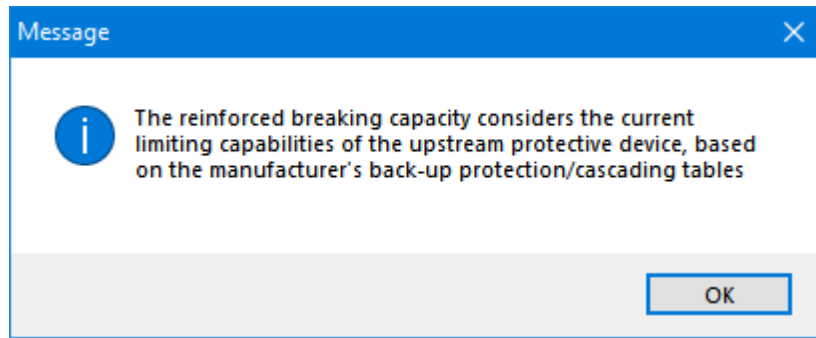 Message
The reinforced breaking capacity considers the current
limiting capabilities of the upstream protective device, based
on the manufacturer's back-up protection/cascading tables
OK